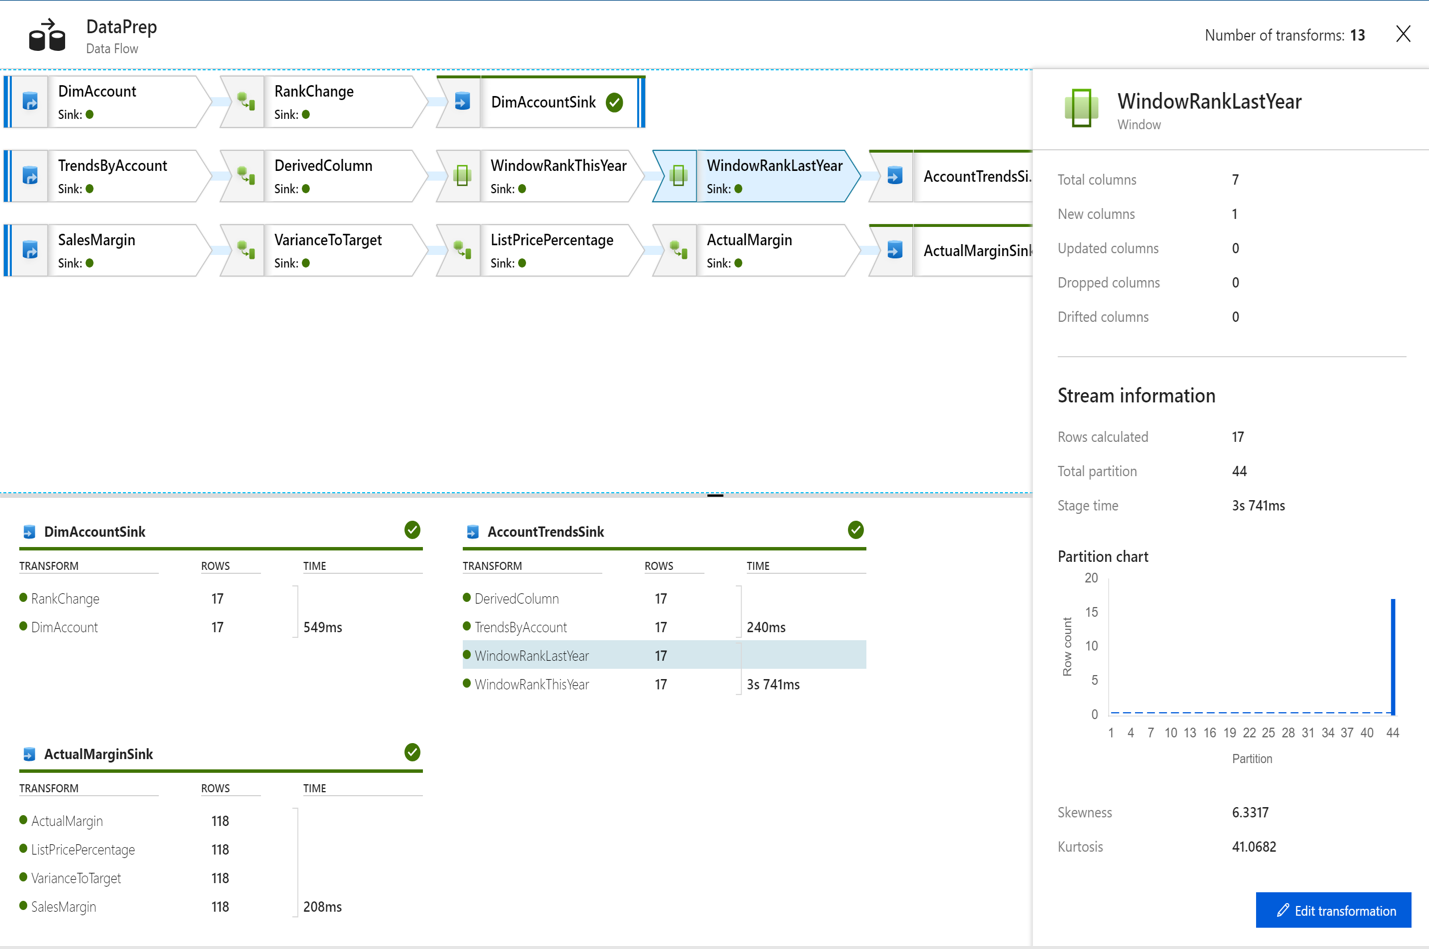 DataPrep
Data Flow
Number of transforms: 13
DimAccount
Sink:
RankChange
Sink:
DimAccountSink
TrendsByAccount
Sink:
DerivedColumn
Sink:
WindowRankThisYear
Sink:
WindowRankLastYear
Sink:
AccountTrendsSi...
SalesMargin
Sink:
VarianceToTarget
Sink:
ListPricePercentage
Sink:
ActualMargin
Sink:
ActualMarginSink
WindowRankLastYear
Window
Total columns 7
New columns 1
Updated columns 0
Dropped columns 0
Drifted columns 0
Stream information
Rows calculated 17
Total partition 44
Stage time 3s 741ms
Partition chart
20
15
10
5
0
Row count
1 4 7 10 13 16 19 22 25 28 31 34 37 40 44
Partition
Skewness 6.3317
Kurtosis 41.0682
Edit transformation
DimAccountSink
TRANSFORM ROWS TIME
RankChange 17
DimAccount 17 549ms
AccountTrendsSink
TRANSFORM ROWS TIME
DerivedColumn 17
TrendsByAccount 17 240ms
WindowRankLastYear 17
WindowRankThisYear 17 3s 741ms
ActualMarginSink
TRANSFORM ROWS TIME
ActualMargin 118
ListPricePercentage 118
VarianceToTarget 118
SalesMargin 118 208ms